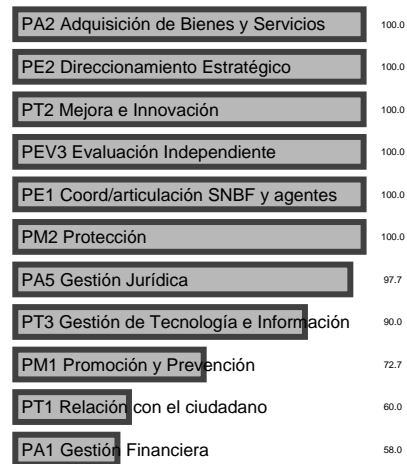 PA2 Adquisición de Bienes y Servicios 100.0
PE2 Direccionamiento Estratégico 100.0
PT2 Mejora e Innovación 100.0
PEV3 Evaluación Independiente 100.0
PE1 Coord/articulación SNBF y agentes 100.0
PM2 Protección 100.0
PA5 Gestión Jurídica 97.7
PT3 Gestión de Tecnología e Información 90.0
PM1 Promoción y Prevención 72.7
PT1 Relación con el ciudadano 60.0
PA1 Gestión Financiera 58.0